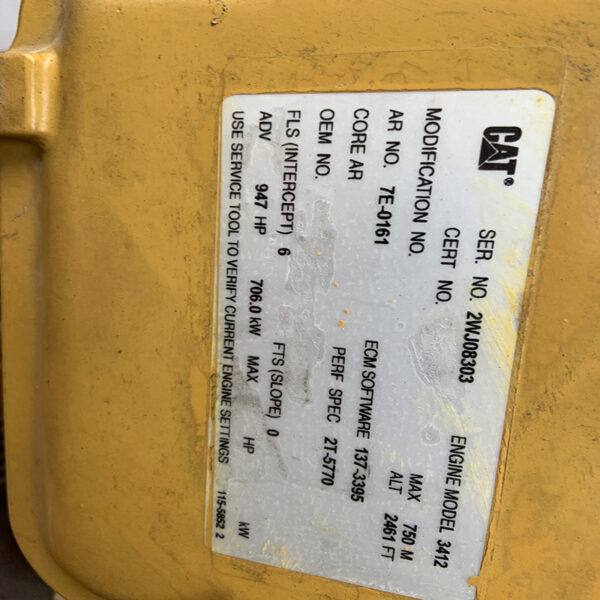 CAT®
SER. NO. 2WJ08303 ENGINE MODEL 3412
CERT NO. MAX ALT 750 M 2461 FT
MODIFICATION NO.
AR NO. 7E-0161 ECM SOFTWARE 137-3395
CORE AR PERF SPEC 2T-5770
OEM NO.
FLS (INTERCEPT) 6 FTS (SLOPE) 0
ADV 947 HP 706.0 kW MAX HP kW
USE SERVICE TOOL TO VERIFY CURRENT ENGINE SETTINGS 115-5852 2